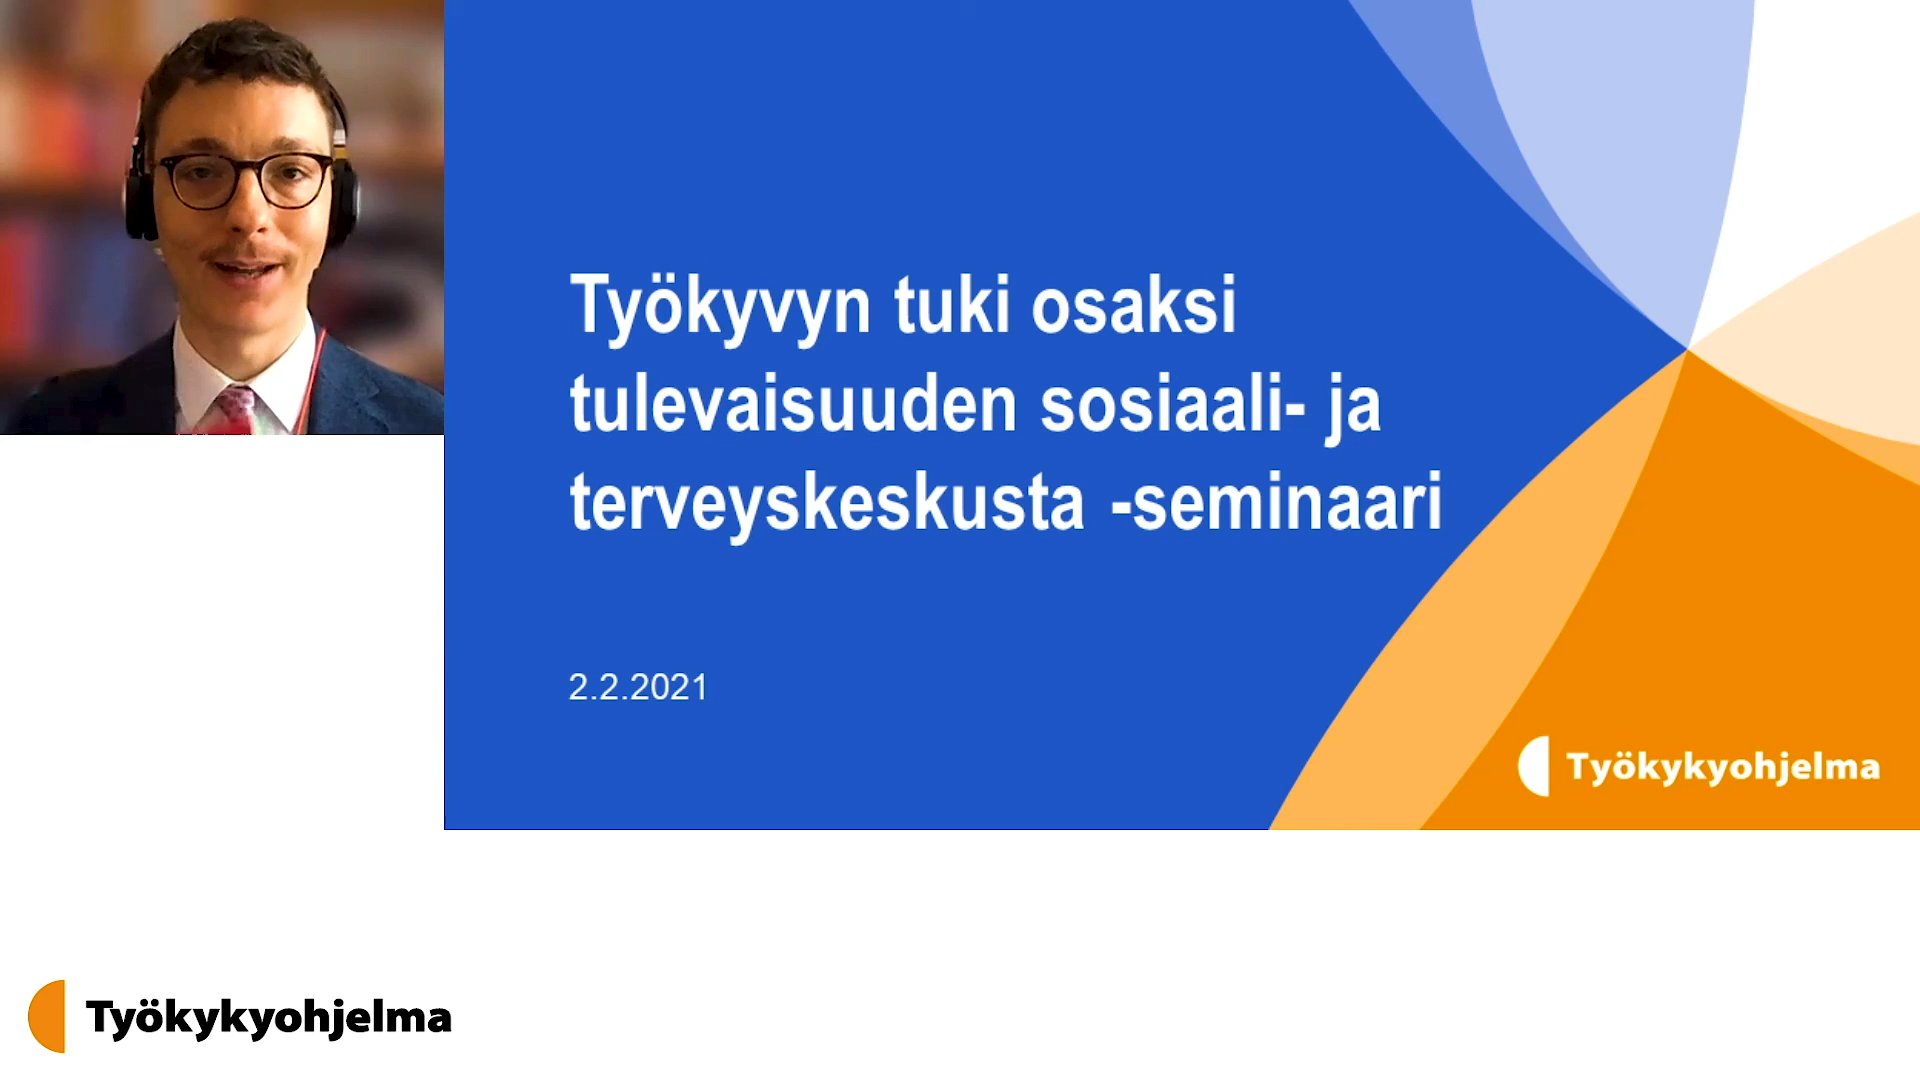 Työkyvyn tuki osaksi
tulevaisuuden sosiaali- ja
terveyskeskusta -seminaari
2.2.2021
Työkykyohjelma
Työkykyohjelma